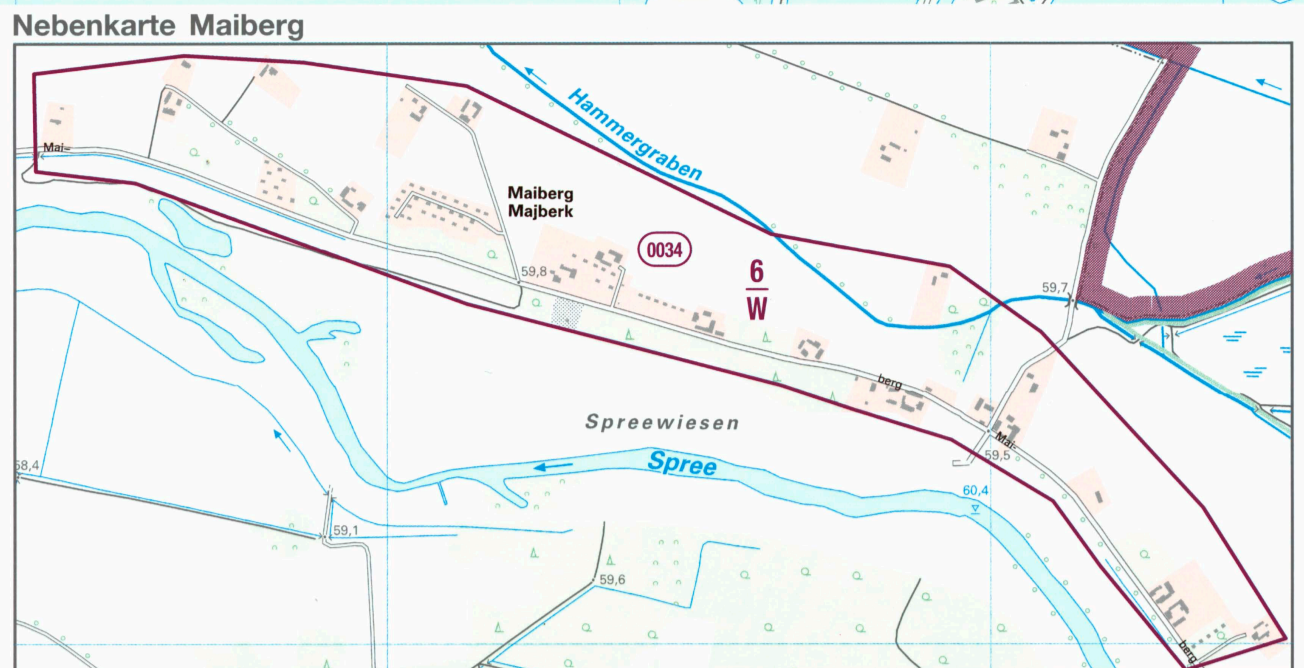 Nebenkarte Maiberg
Hammergraben
Mai-
Maiberg
Majberk
0034
6
W
59,8
59,7
berg
Spreewiesen
Mai-
59,5
Spree
58,4
60,4
59,1
59,6
berg